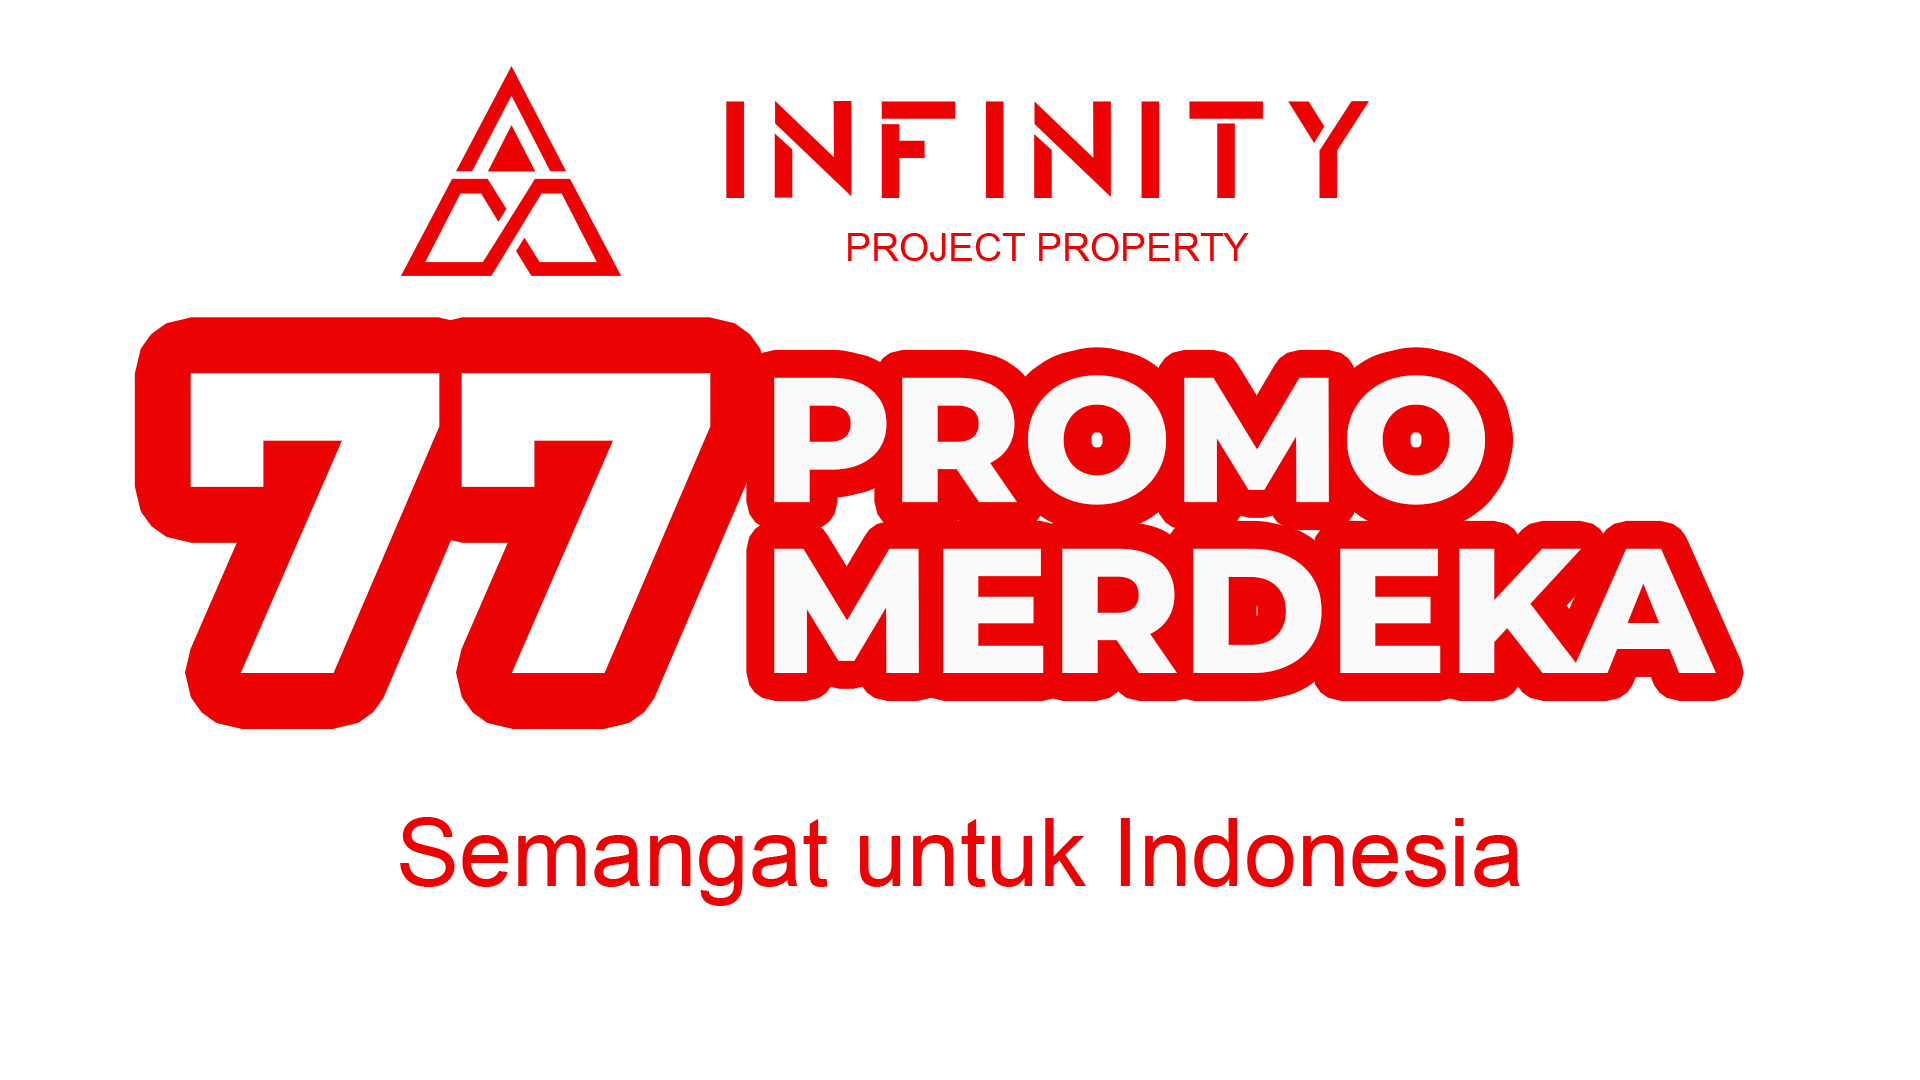 INFINITY
PROJECT PROPERTY
77 PROMO
MERDEKA
Semangat untuk Indonesia